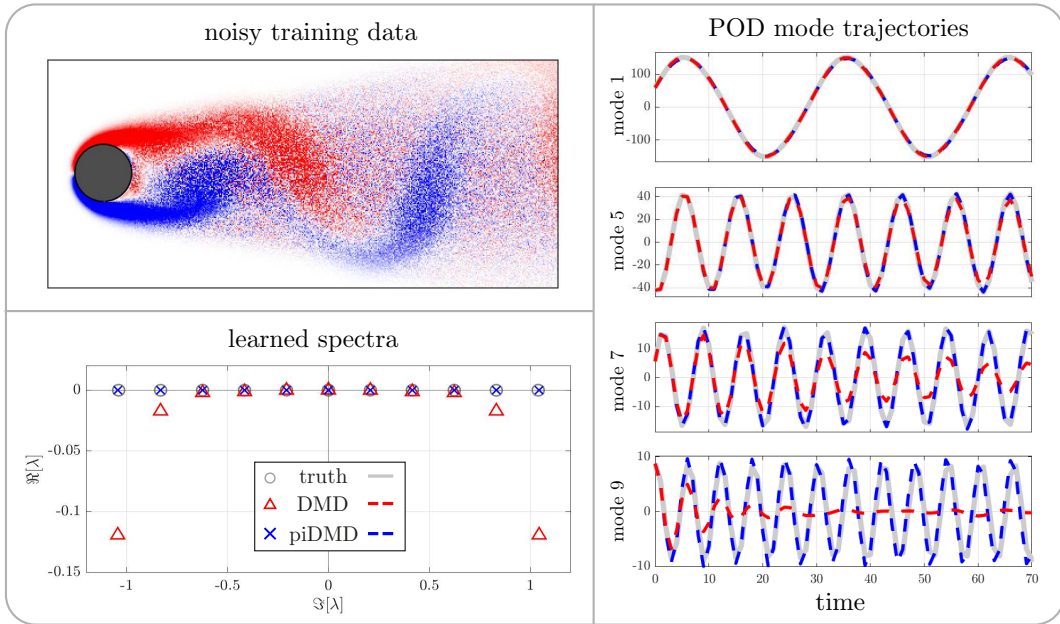 noisy training data
learned spectra
0
-0.05
-0.1
-0.15
ℜ[λ]
-1
-0.5
0
0.5
1
ℑ[λ]
truth
DMD
piDMD
POD mode trajectories
mode 1
100
0
-100
mode 5
40
20
0
-20
-40
mode 7
10
0
-10
mode 9
10
0
-10
0
10
20
30
40
50
60
70
time